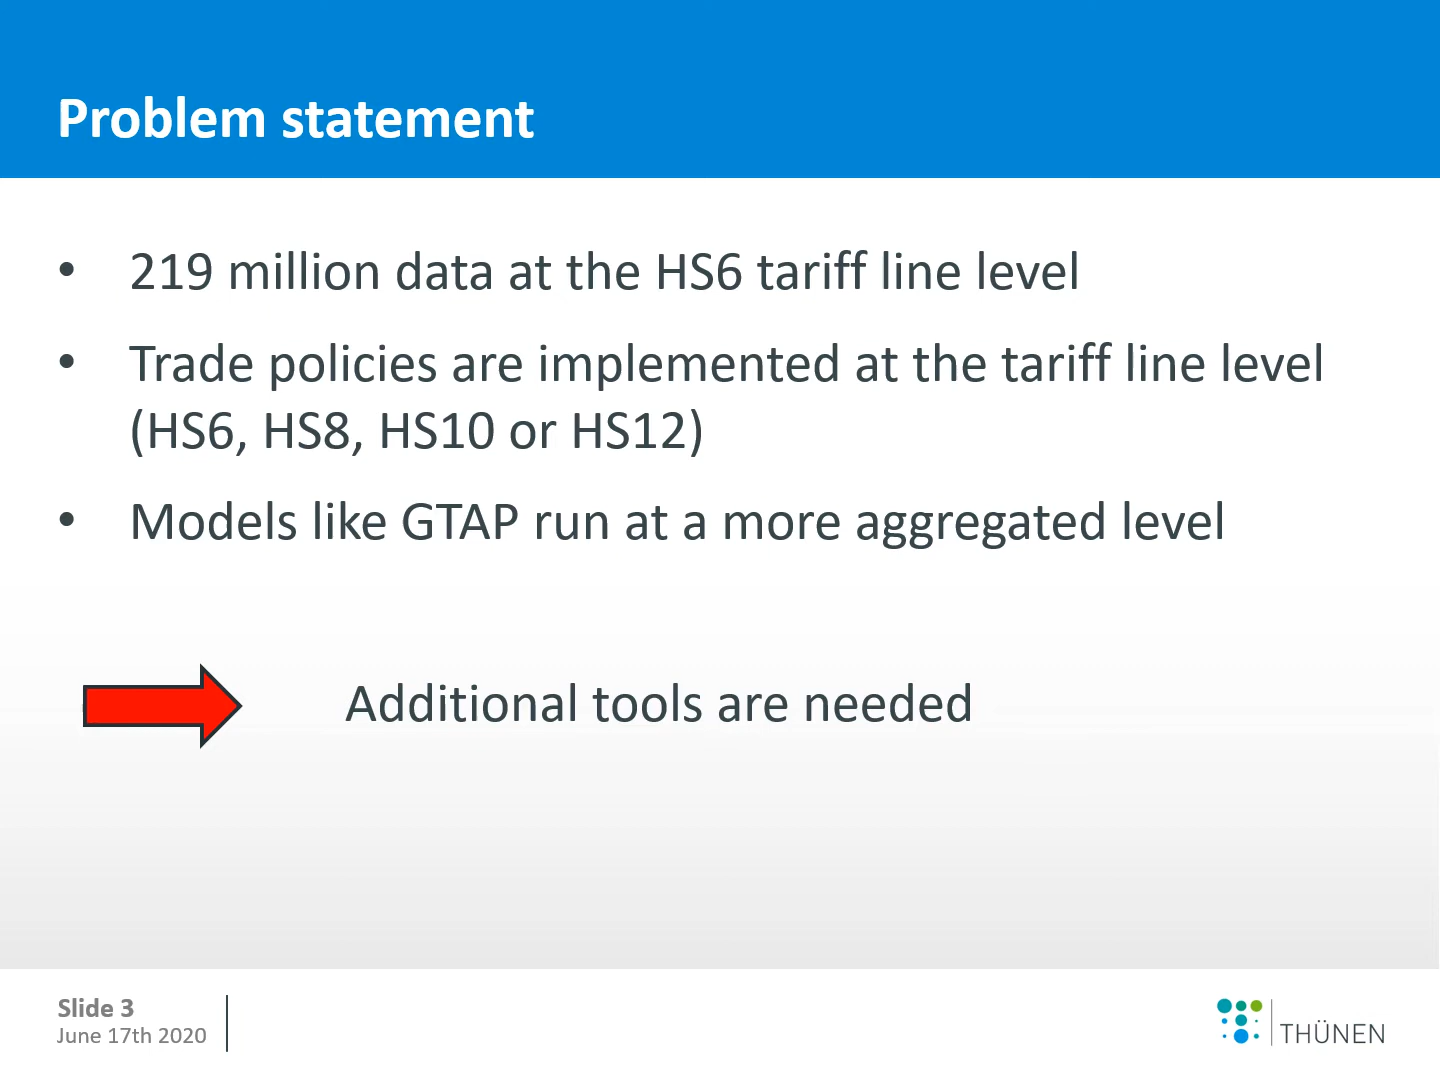 Problem statement
• 219 million data at the HS6 tariff line level
• Trade policies are implemented at the tariff line level
(HS6, HS8, HS10 or HS12)
• Models like GTAP run at a more aggregated level
Additional tools are needed
Slide 3
June 17th 2020
THÜNEN